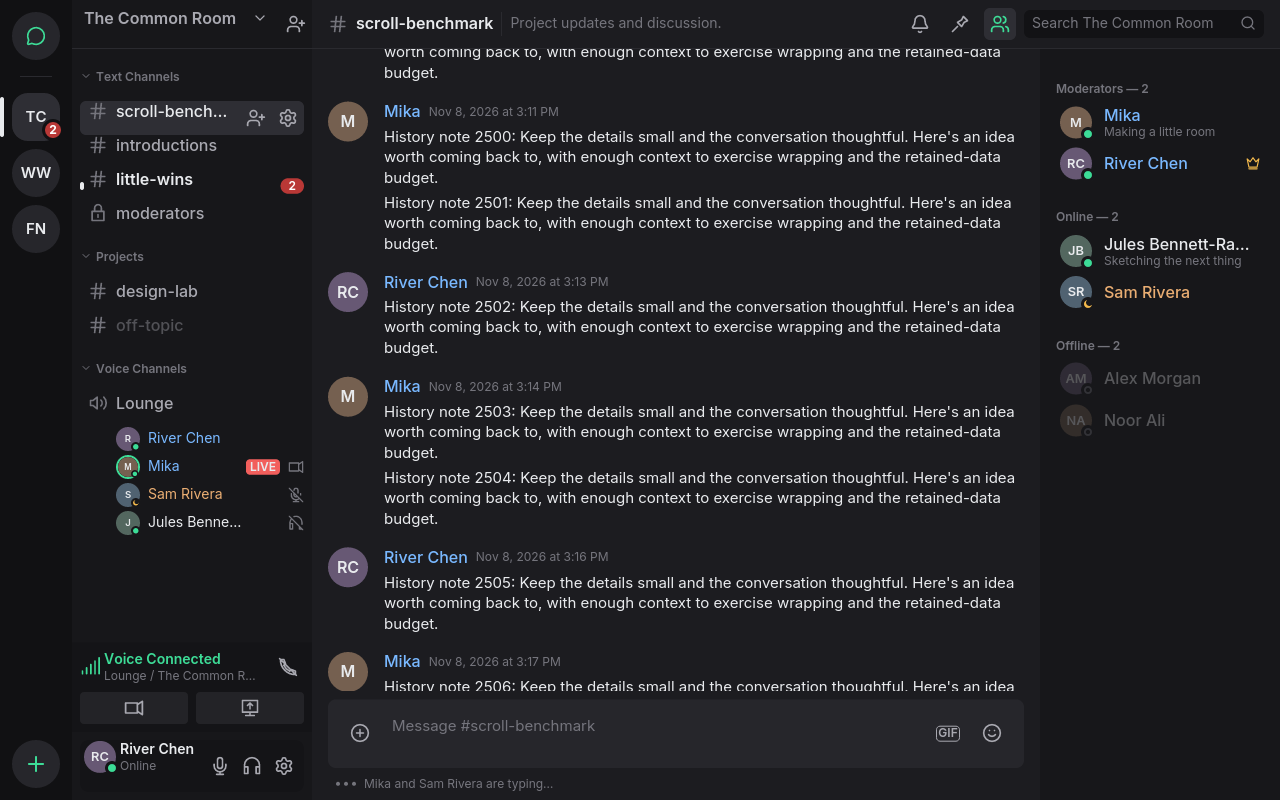 The Common Room
scroll-benchmark
Project updates and discussion.
Search The Common Room
TC
2
WW
FN
Text Channels
scroll-bench...
introductions
little-wins
2
moderators
Projects
design-lab
off-topic
Voice Channels
Lounge
R
River Chen
M
Mika
LIVE
S
Sam Rivera
J
Jules Benne...
Voice Connected
Lounge / The Common R...
RC
River Chen
Online
worth coming back to, with enough context to exercise wrapping and the retained-data
budget.
M
Mika Nov 8, 2026 at 3:11 PM
History note 2500: Keep the details small and the conversation thoughtful. Here's an idea
worth coming back to, with enough context to exercise wrapping and the retained-data
budget.
History note 2501: Keep the details small and the conversation thoughtful. Here's an idea
worth coming back to, with enough context to exercise wrapping and the retained-data
budget.
RC
River Chen Nov 8, 2026 at 3:13 PM
History note 2502: Keep the details small and the conversation thoughtful. Here's an idea
worth coming back to, with enough context to exercise wrapping and the retained-data
budget.
M
Mika Nov 8, 2026 at 3:14 PM
History note 2503: Keep the details small and the conversation thoughtful. Here's an idea
worth coming back to, with enough context to exercise wrapping and the retained-data
budget.
History note 2504: Keep the details small and the conversation thoughtful. Here's an idea
worth coming back to, with enough context to exercise wrapping and the retained-data
budget.
RC
River Chen Nov 8, 2026 at 3:16 PM
History note 2505: Keep the details small and the conversation thoughtful. Here's an idea
worth coming back to, with enough context to exercise wrapping and the retained-data
budget.
M
Mika Nov 8, 2026 at 3:17 PM
History note 2506: Keep the details small and the conversation thoughtful. Here's an idea
Message #scroll-benchmark
GIF
Mika and Sam Rivera are typing...
Moderators — 2
M
Mika
Making a little room
RC
River Chen
Online — 2
JB
Jules Bennett-Ra...
Sketching the next thing
SR
Sam Rivera
Offline — 2
AM
Alex Morgan
NA
Noor Ali